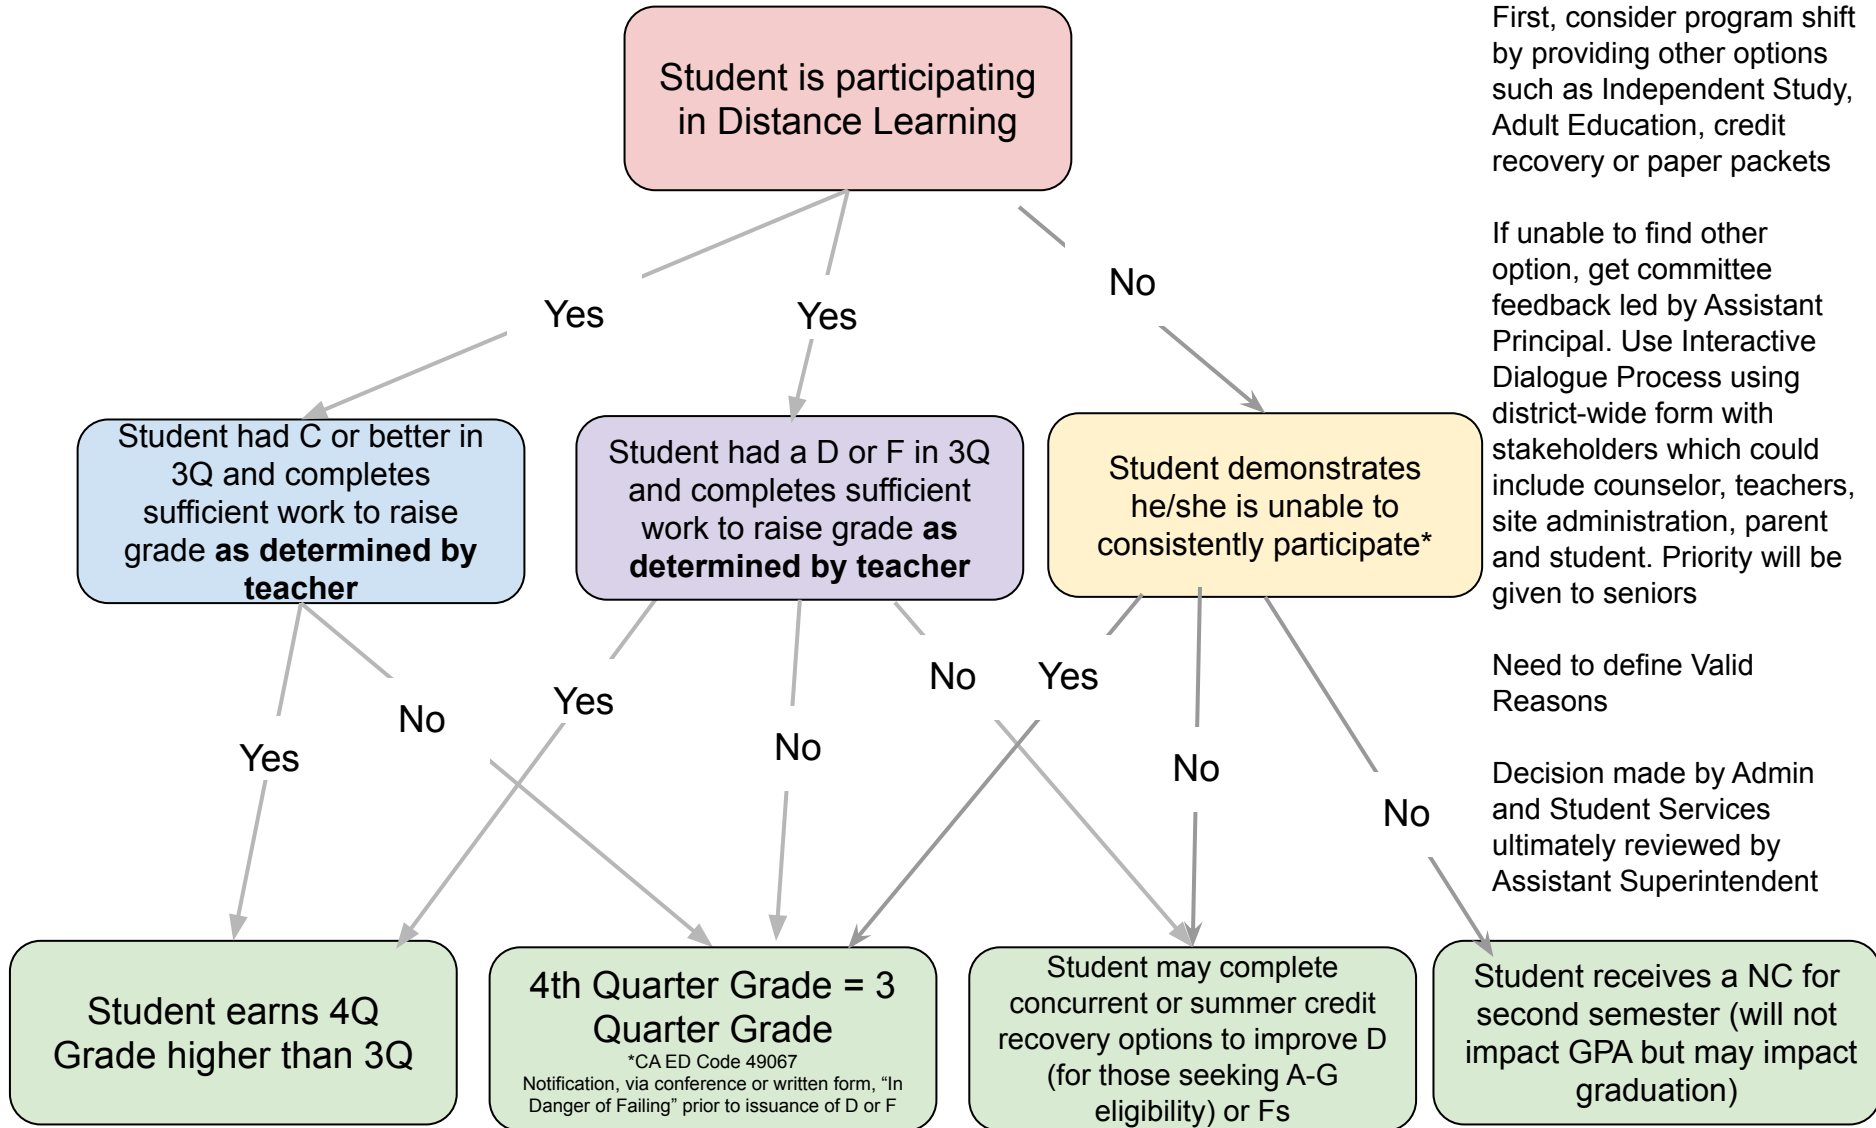 Student is participating
in Distance Learning
First, consider program shift
by providing other options
such as Independent Study,
Adult Education, credit
recovery or paper packets
If unable to find other
option, get committee
feedback led by Assistant
Principal. Use Interactive
Dialogue Process using
district-wide form with
stakeholders which could
include counselor, teachers,
site administration, parent
and student. Priority will be
given to seniors
Need to define Valid
Reasons
Decision made by Admin
and Student Services
ultimately reviewed by
Assistant Superintendent
Yes
Yes
No
Student had C or better in
3Q and completes
sufficient work to raise
grade as determined by
teacher
Student had a D or F in 3Q
and completes sufficient
work to raise grade as
determined by teacher
Student demonstrates
he/she is unable to
consistently participate*
Yes
No
Yes
No
No
Yes
No
No
Student earns 4Q
Grade higher than 3Q
4th Quarter Grade = 3
Quarter Grade
*CA ED Code 49067
Notification, via conference or written form, “In
Danger of Failing” prior to issuance of D or F
Student may complete
concurrent or summer credit
recovery options to improve D
(for those seeking A-G
eligibility) or Fs
Student receives a NC for
second semester (will not
impact GPA but may impact
graduation)